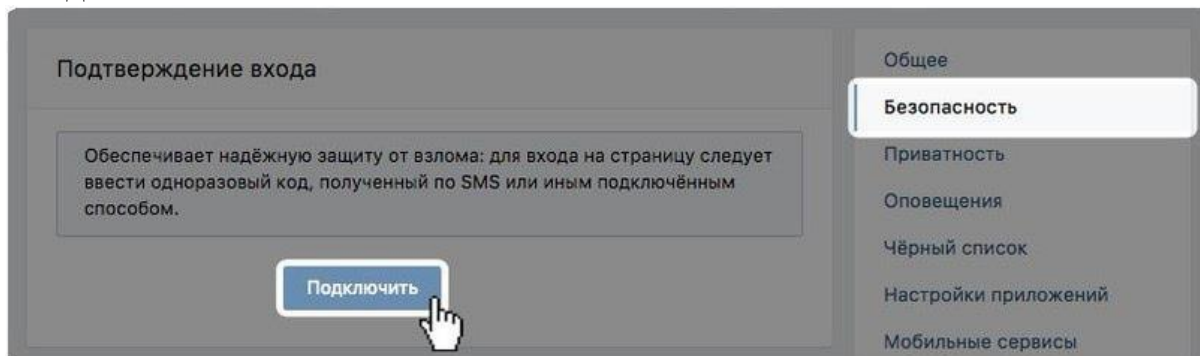 Подтверждение входа
Обеспечивает надёжную защиту от взлома: для входа на страницу следует
ввести одноразовый код, полученный по SMS или иным подключённым
способом.
Подключить
Общее
Безопасность
Приватность
Оповещения
Чёрный список
Настройки приложений
Мобильные сервисы